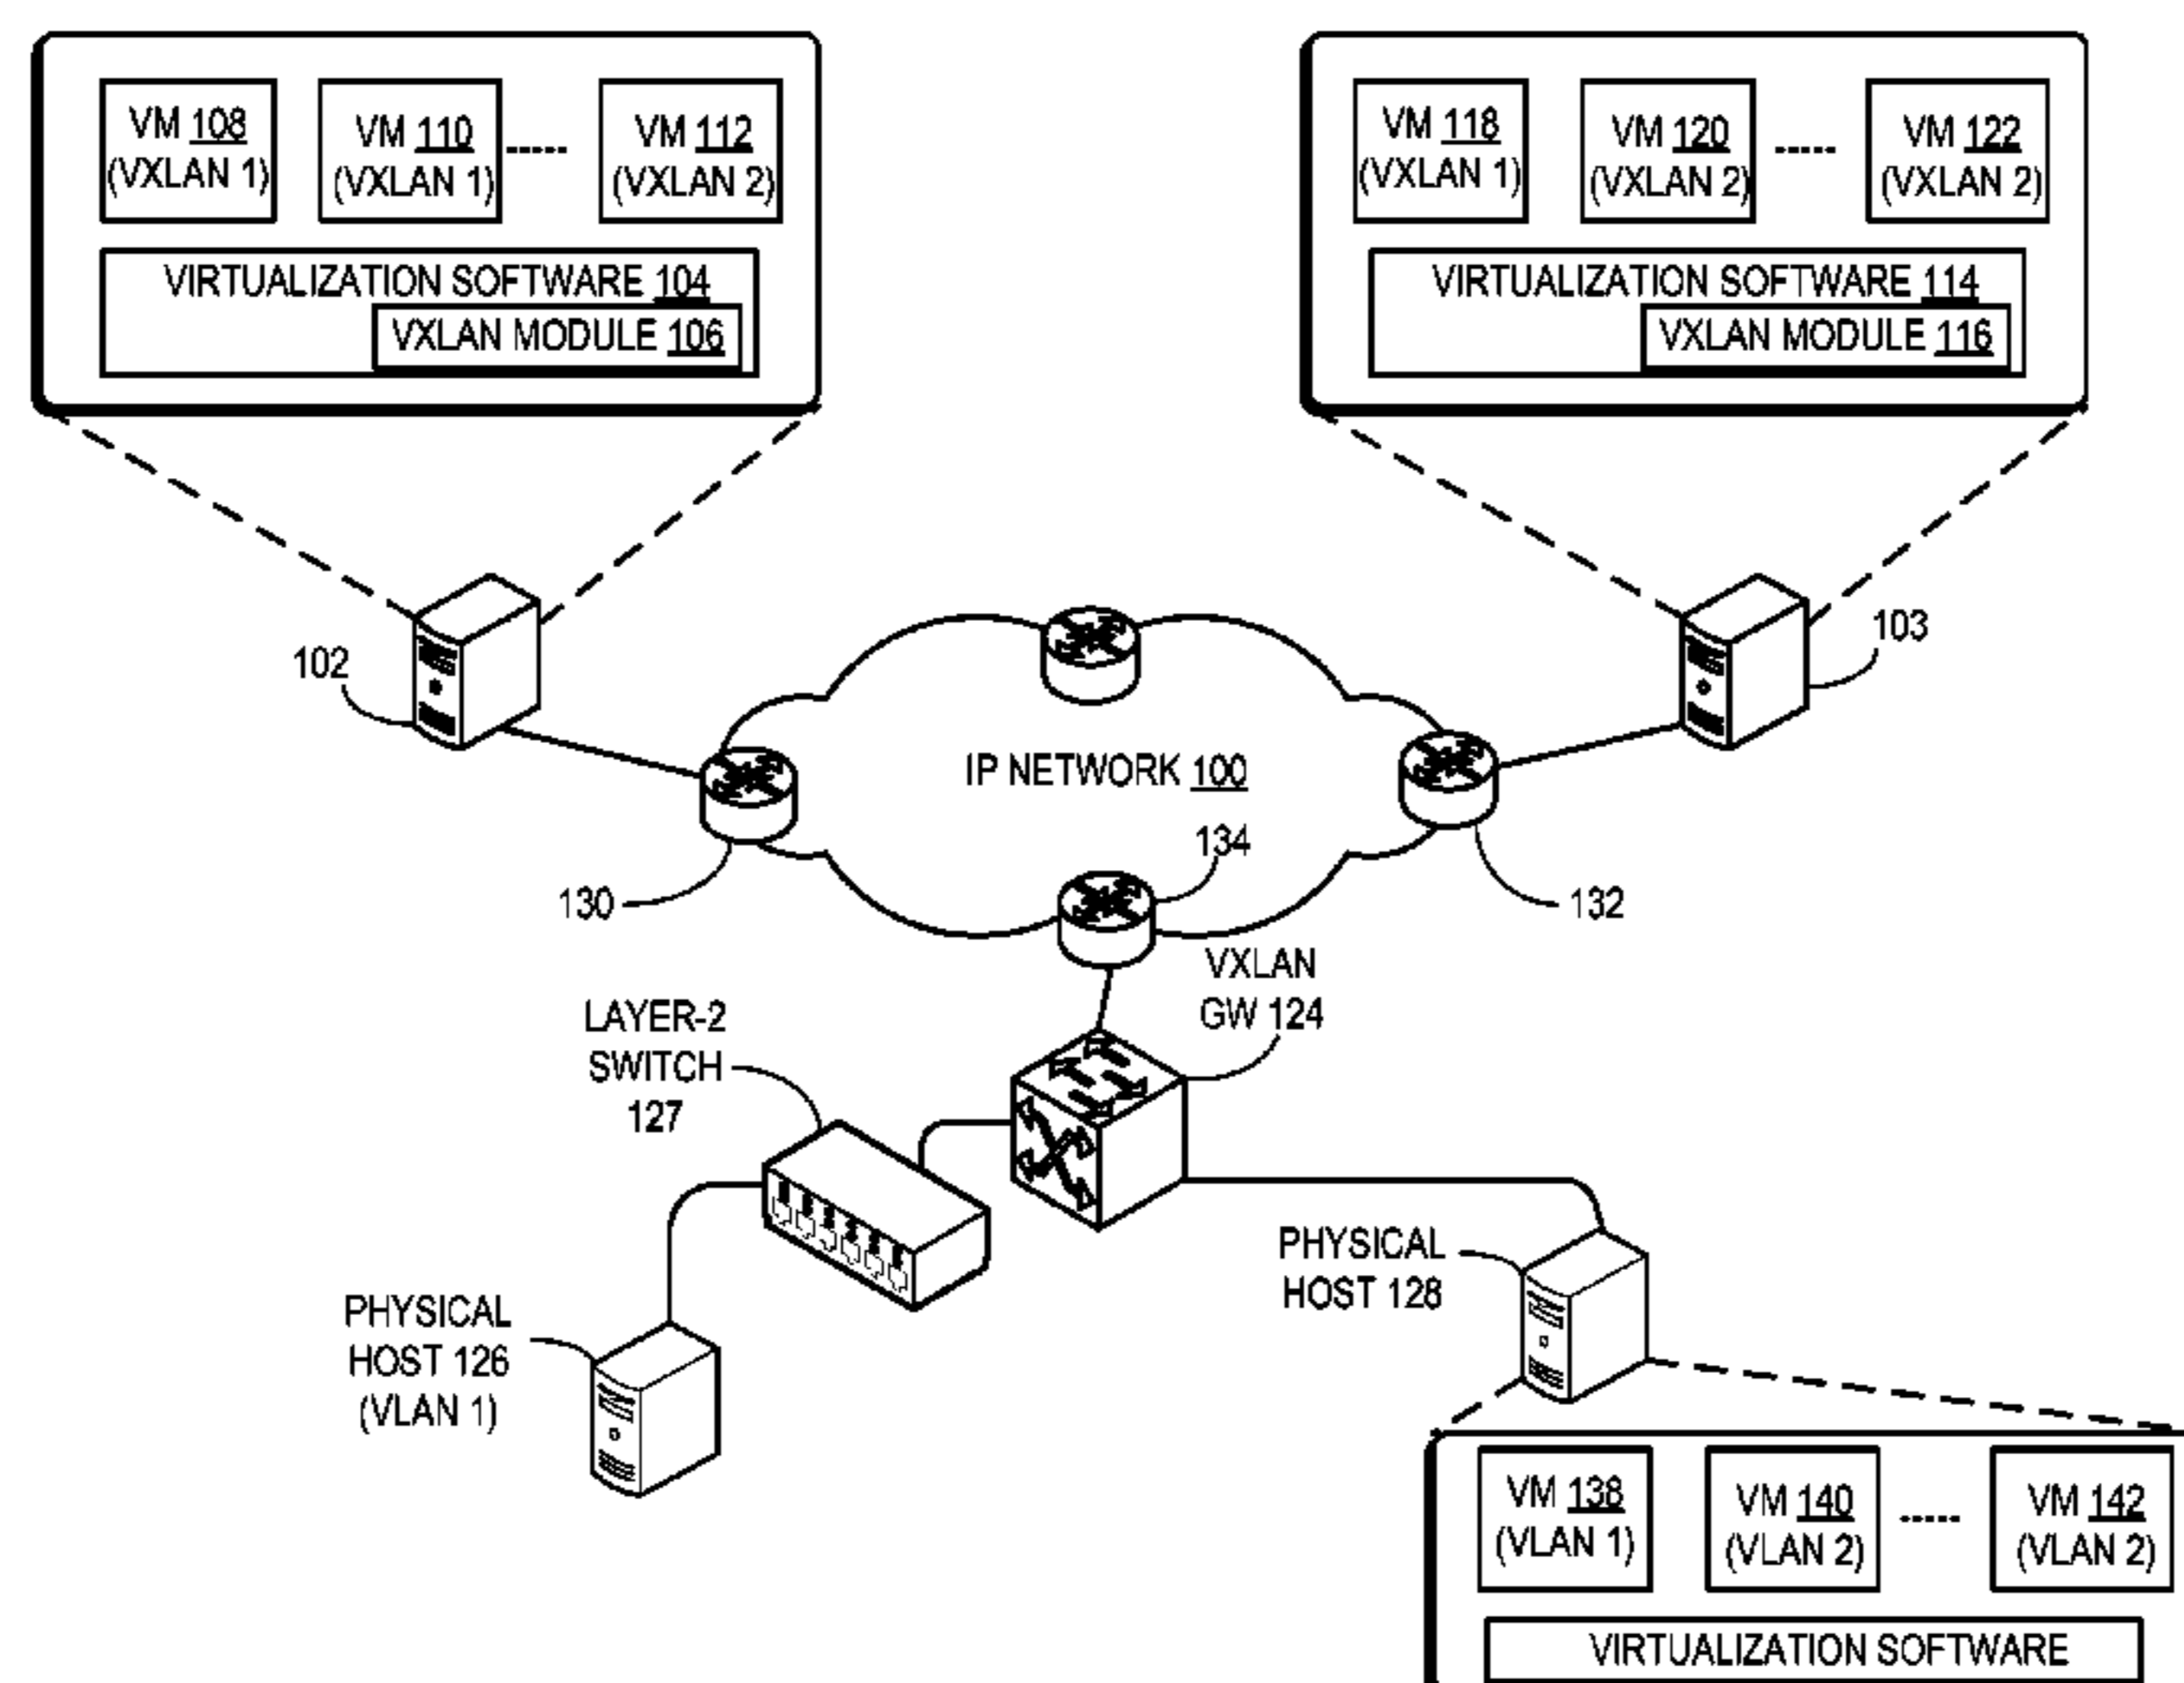 VM 108
(VXLAN 1)
VM 110
(VXLAN 1)
.....
VM 112
(VXLAN 2)
VIRTUALIZATION SOFTWARE 104
VXLAN MODULE 106
VM 118
(VXLAN 1)
VM 120
(VXLAN 2)
.....
VM 122
(VXLAN 2)
VIRTUALIZATION SOFTWARE 114
VXLAN MODULE 116
102
103
IP NETWORK 100
134
130
132
VXLAN
GW 124
LAYER-2
SWITCH
127
PHYSICAL
HOST 128
PHYSICAL
HOST 126
(VLAN 1)
VM 138
(VLAN 1)
VM 140
(VLAN 2)
.....
VM 142
(VLAN 2)
VIRTUALIZATION SOFTWARE